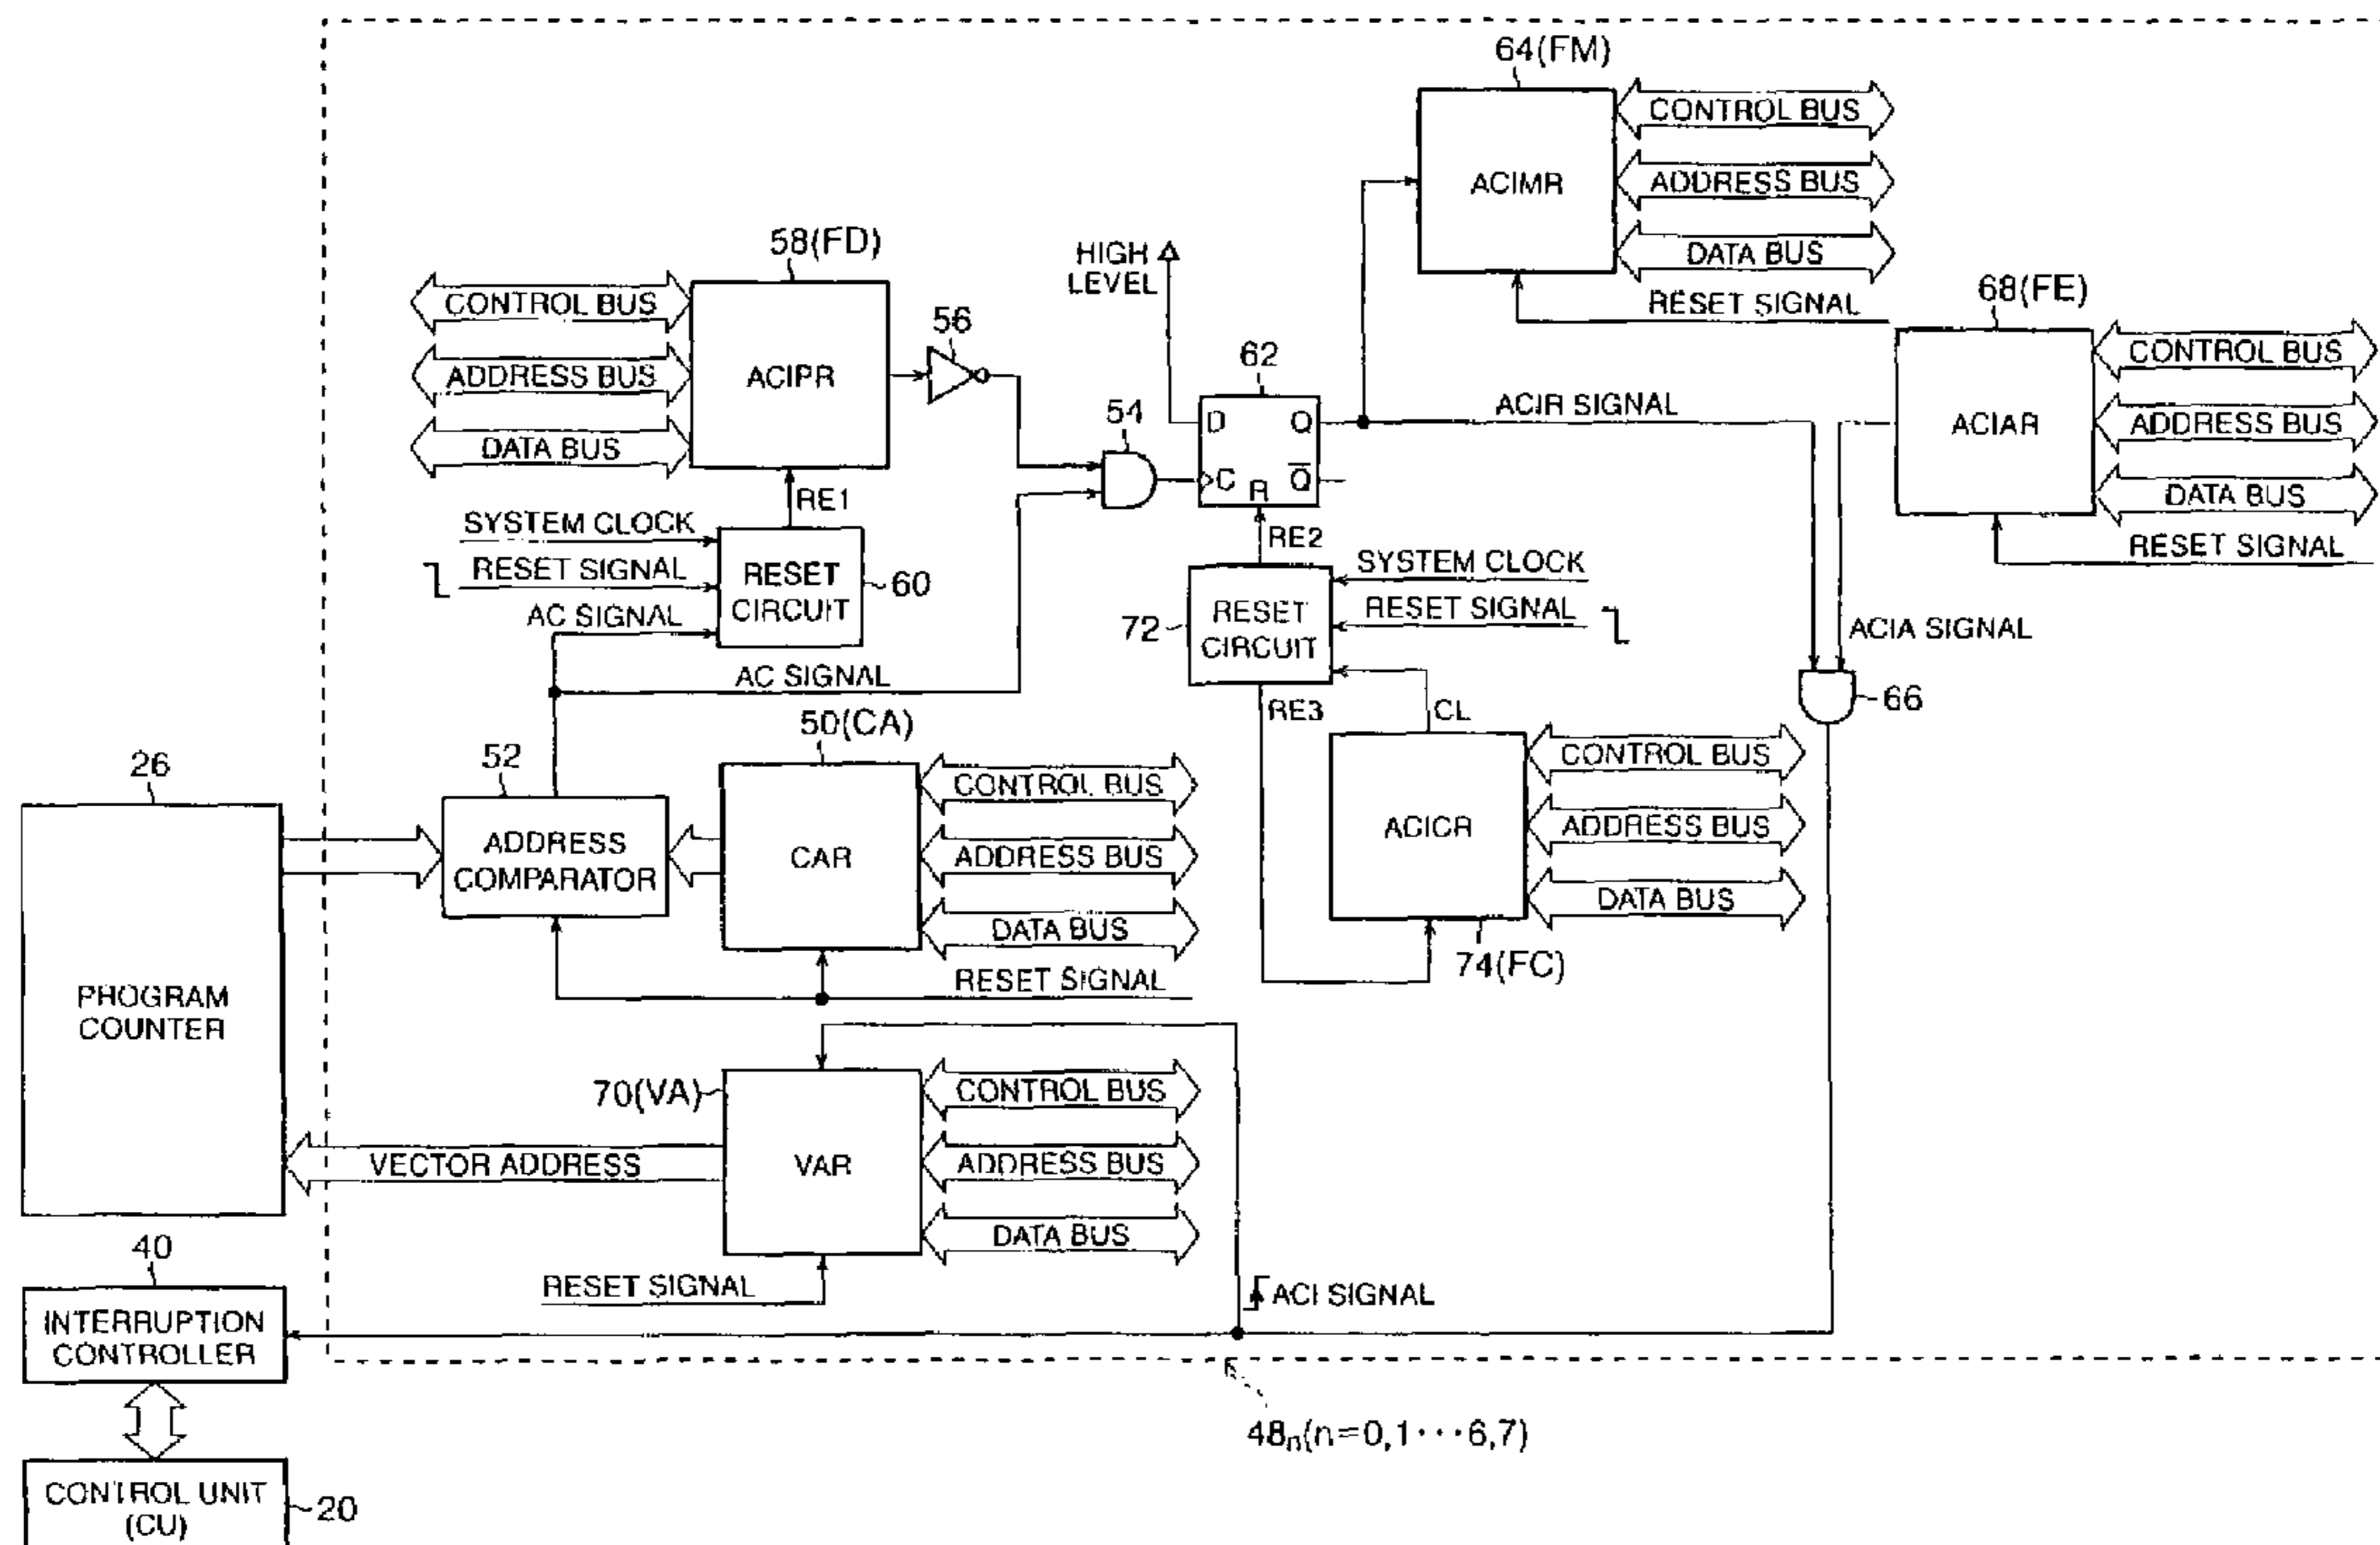 64(FM)
ACIMR
CONTROL BUS
ADDRESS BUS
DATA BUS
RESET SIGNAL
58(FD)
CONTROL BUS
ADDRESS BUS
DATA BUS
ACIPR
56
HIGH
LEVEL
54
62
D
Q
C
R
Q
ACIR SIGNAL
68(FE)
ACIAR
CONTROL BUS
ADDRESS BUS
DATA BUS
RESET SIGNAL
RE1
SYSTEM CLOCK
RESET SIGNAL
AC SIGNAL
RESET
CIRCUIT
60
AC SIGNAL
RE2
SYSTEM CLOCK
RESET SIGNAL
72
RESET
CIRCUIT
RE3
CL
ACIA SIGNAL
66
26
PROGRAM
COUNTER
52
ADDRESS
COMPARATOR
50(CA)
CAR
CONTROL BUS
ADDRESS BUS
DATA BUS
RESET SIGNAL
ACICR
CONTROL BUS
ADDRESS BUS
DATA BUS
74(FC)
70(VA)
VAR
CONTROL BUS
ADDRESS BUS
DATA BUS
VECTOR ADDRESS
RESET SIGNAL
ACI SIGNAL
40
INTERRUPTION
CONTROLLER
48n(n=0,1···6,7)
CONTROL UNIT
(CU)
20